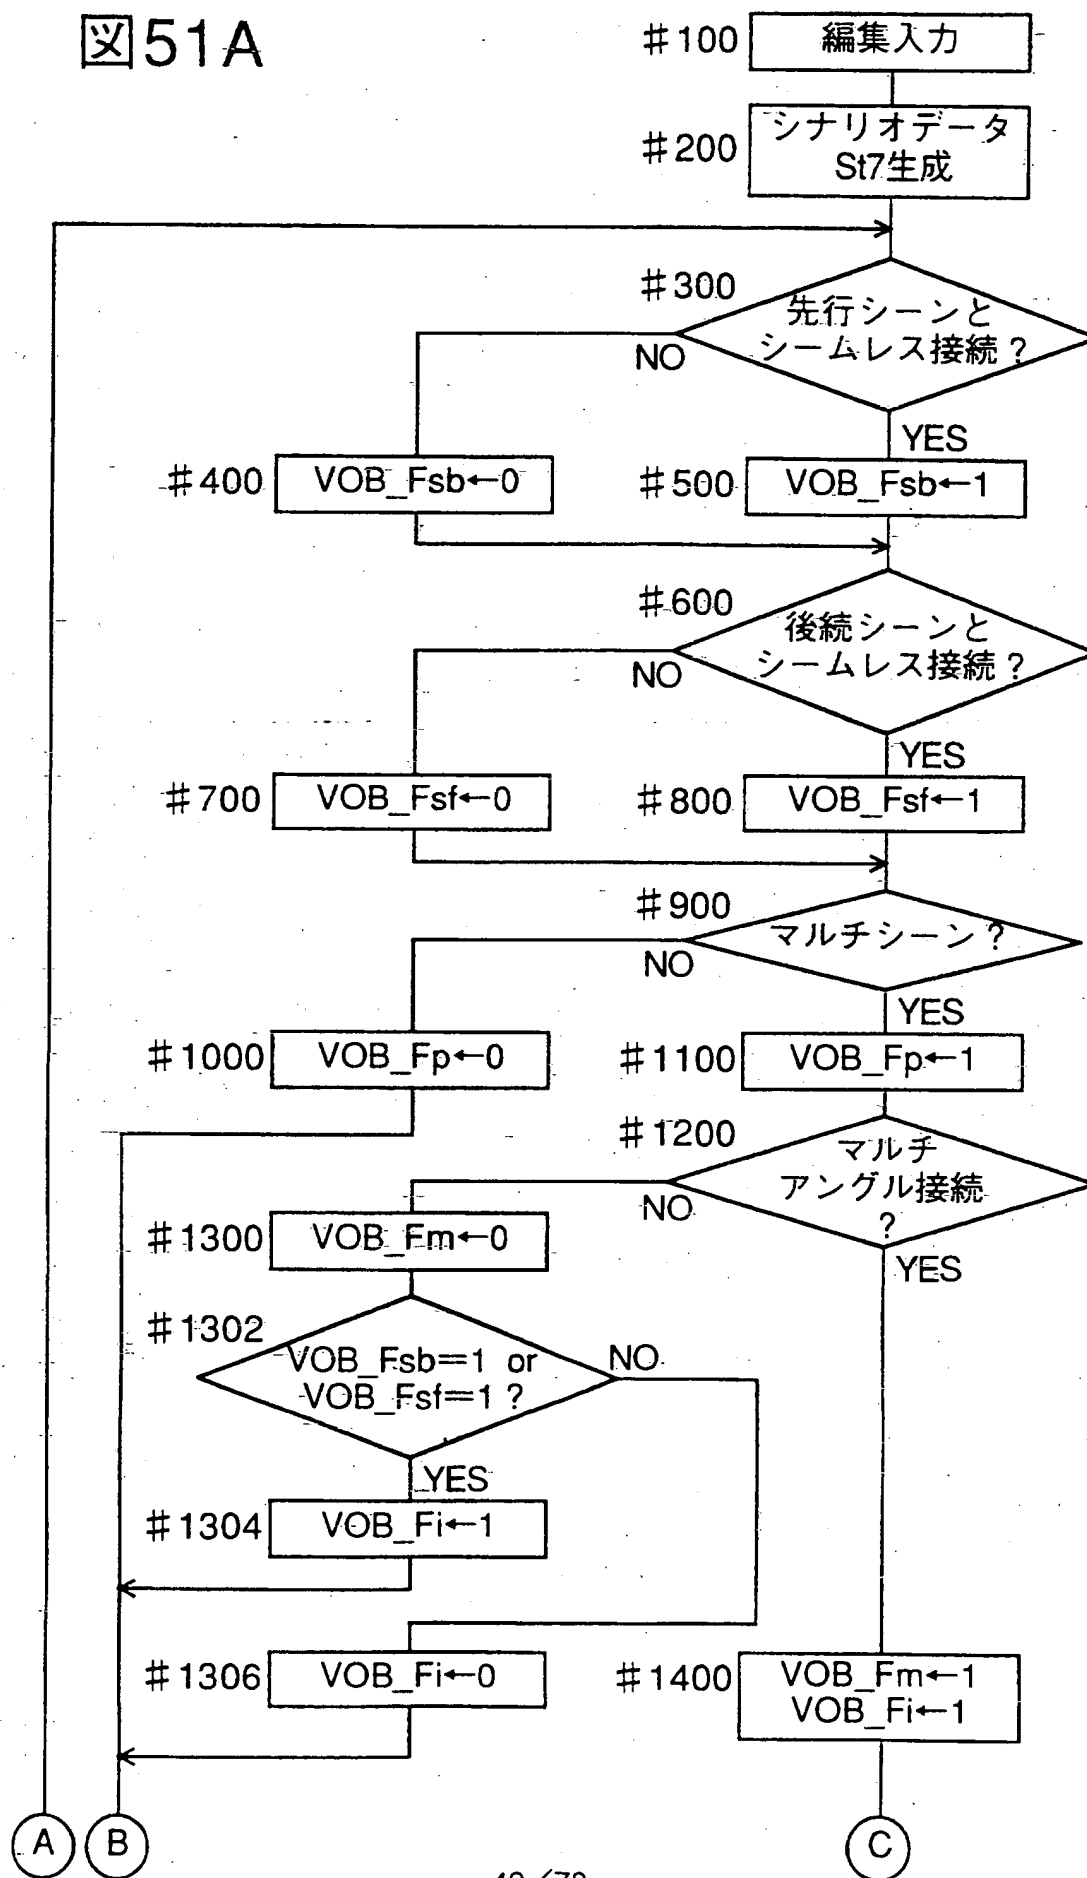 図51A
#100 編集入力
#200 シナリオデータ
St7生成
#300 先行シーンと
シームレス接続？
NO
YES
#400 VOB_Fsb←0
#500 VOB_Fsb←1
#600 後続シーンと
シームレス接続？
NO
YES
#700 VOB_Fsf←0
#800 VOB_Fsf←1
#900 マルチシーン？
NO
YES
#1000 VOB_Fp←0
#1100 VOB_Fp←1
#1200 マルチ
アングル接続
？
NO
YES
#1300 VOB_Fm←0
#1302 VOB_Fsb=1 or
VOB_Fsf=1？
NO
YES
#1304 VOB_Fi←1
#1306 VOB_Fi←0
#1400 VOB_Fm←1
VOB_Fi←1
A B C